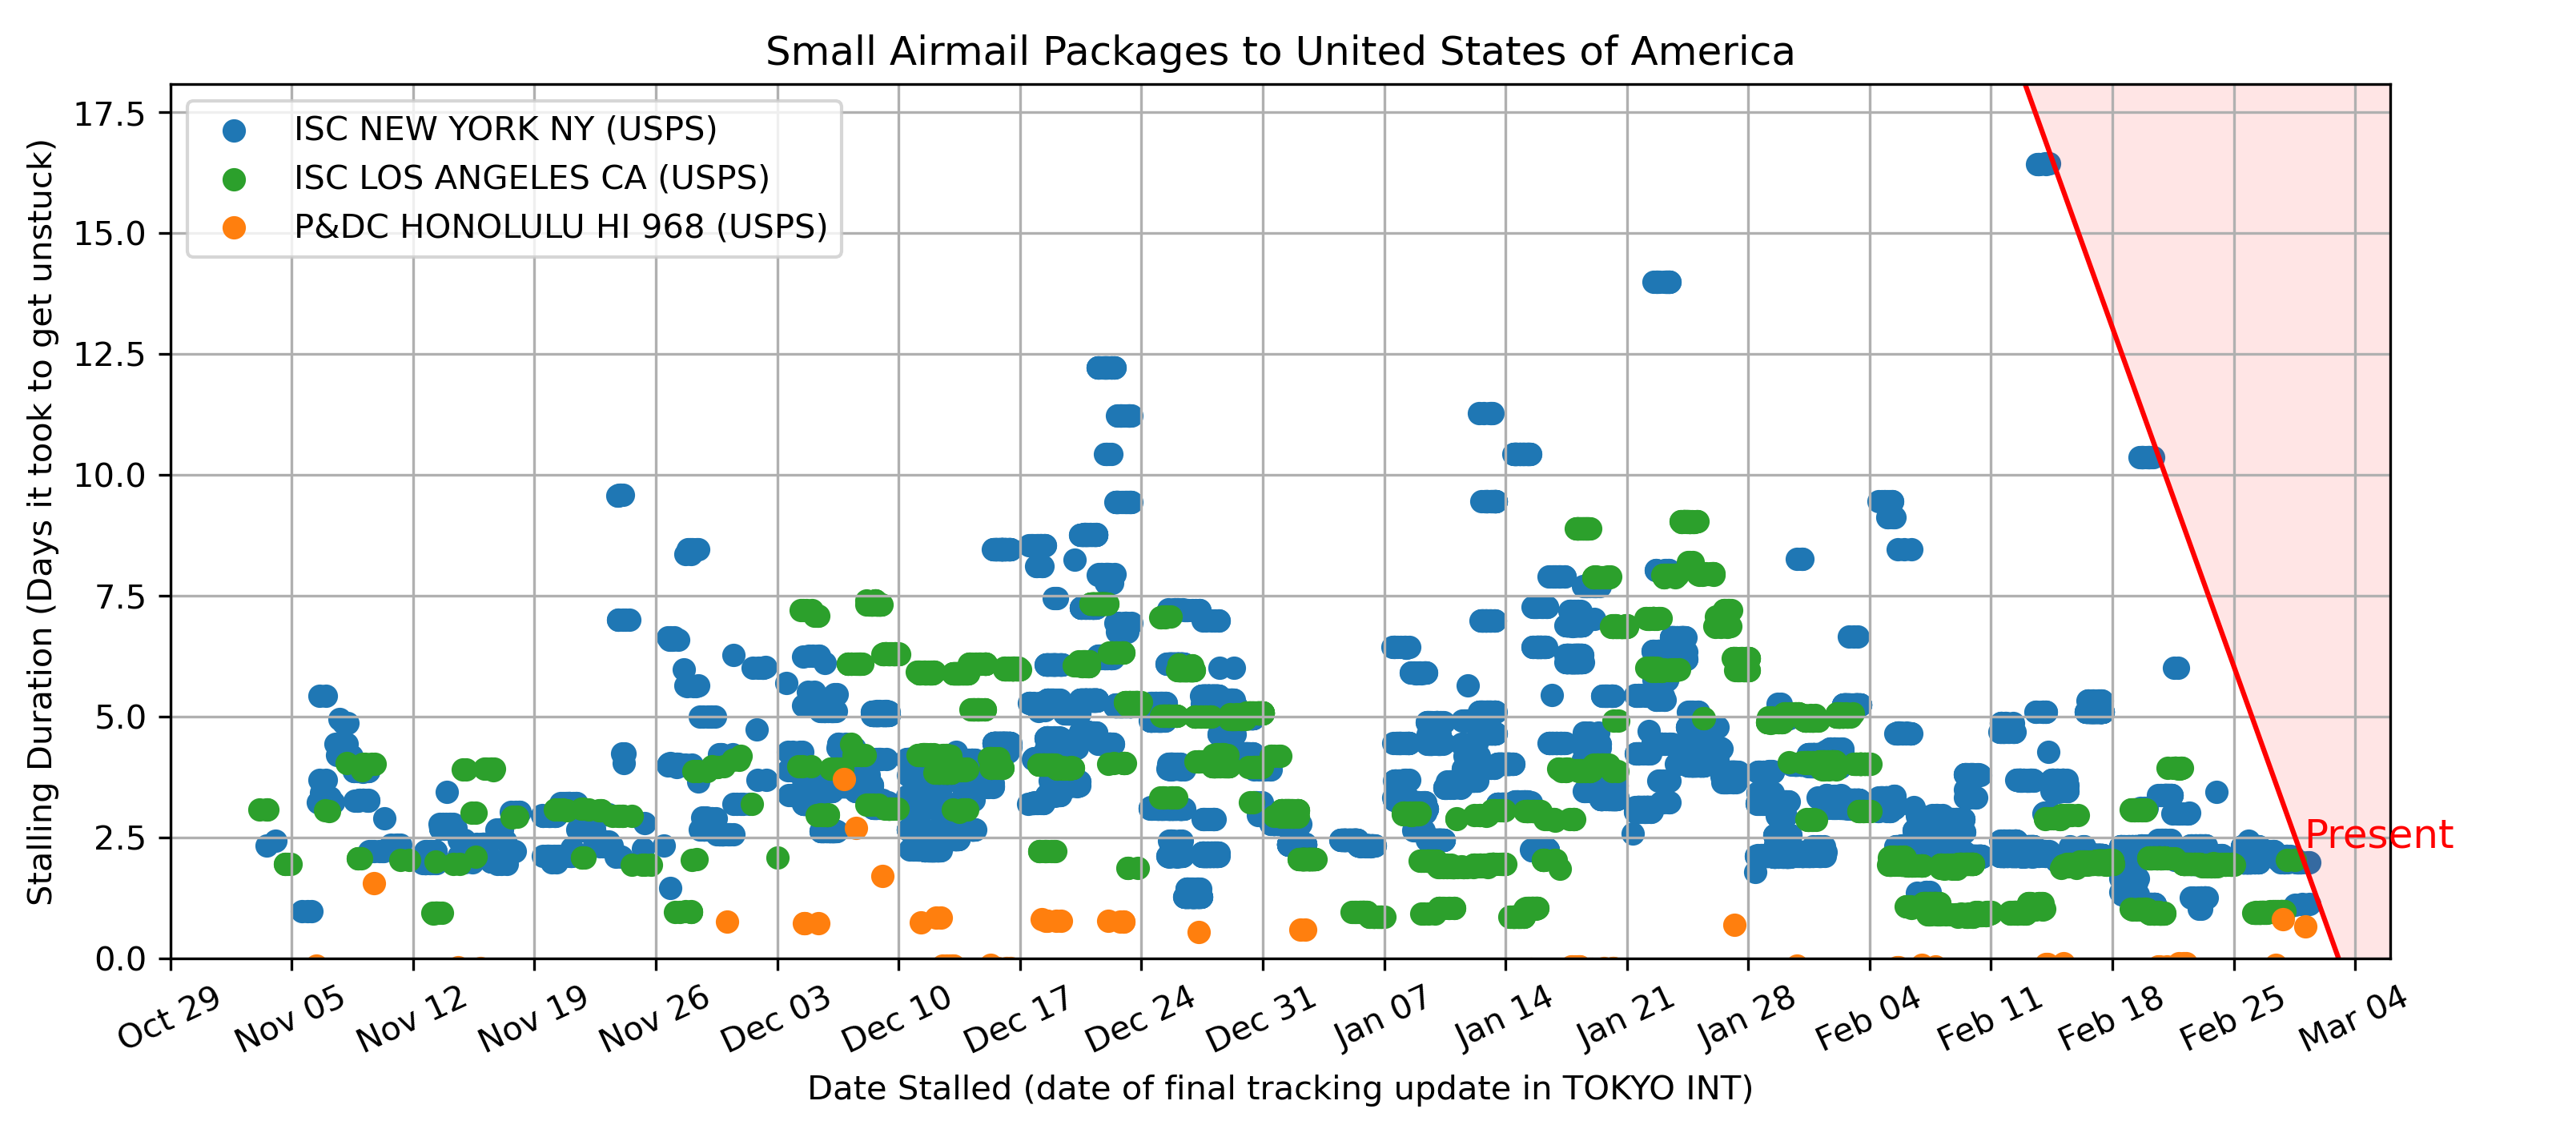 Small Airmail Packages to United States of America
Stalling Duration (Days it took to get unstuck)
17.5
15.0
12.5
10.0
7.5
5.0
2.5
0.0
ISC NEW YORK NY (USPS)
ISC LOS ANGELES CA (USPS)
P&DC HONOLULU HI 968 (USPS)
Present
Oct 29
Nov 05
Nov 12
Nov 19
Nov 26
Dec 03
Dec 10
Dec 17
Dec 24
Dec 31
Jan 07
Jan 14
Jan 21
Jan 28
Feb 04
Feb 11
Feb 18
Feb 25
Mar 04
Date Stalled (date of final tracking update in TOKYO INT)